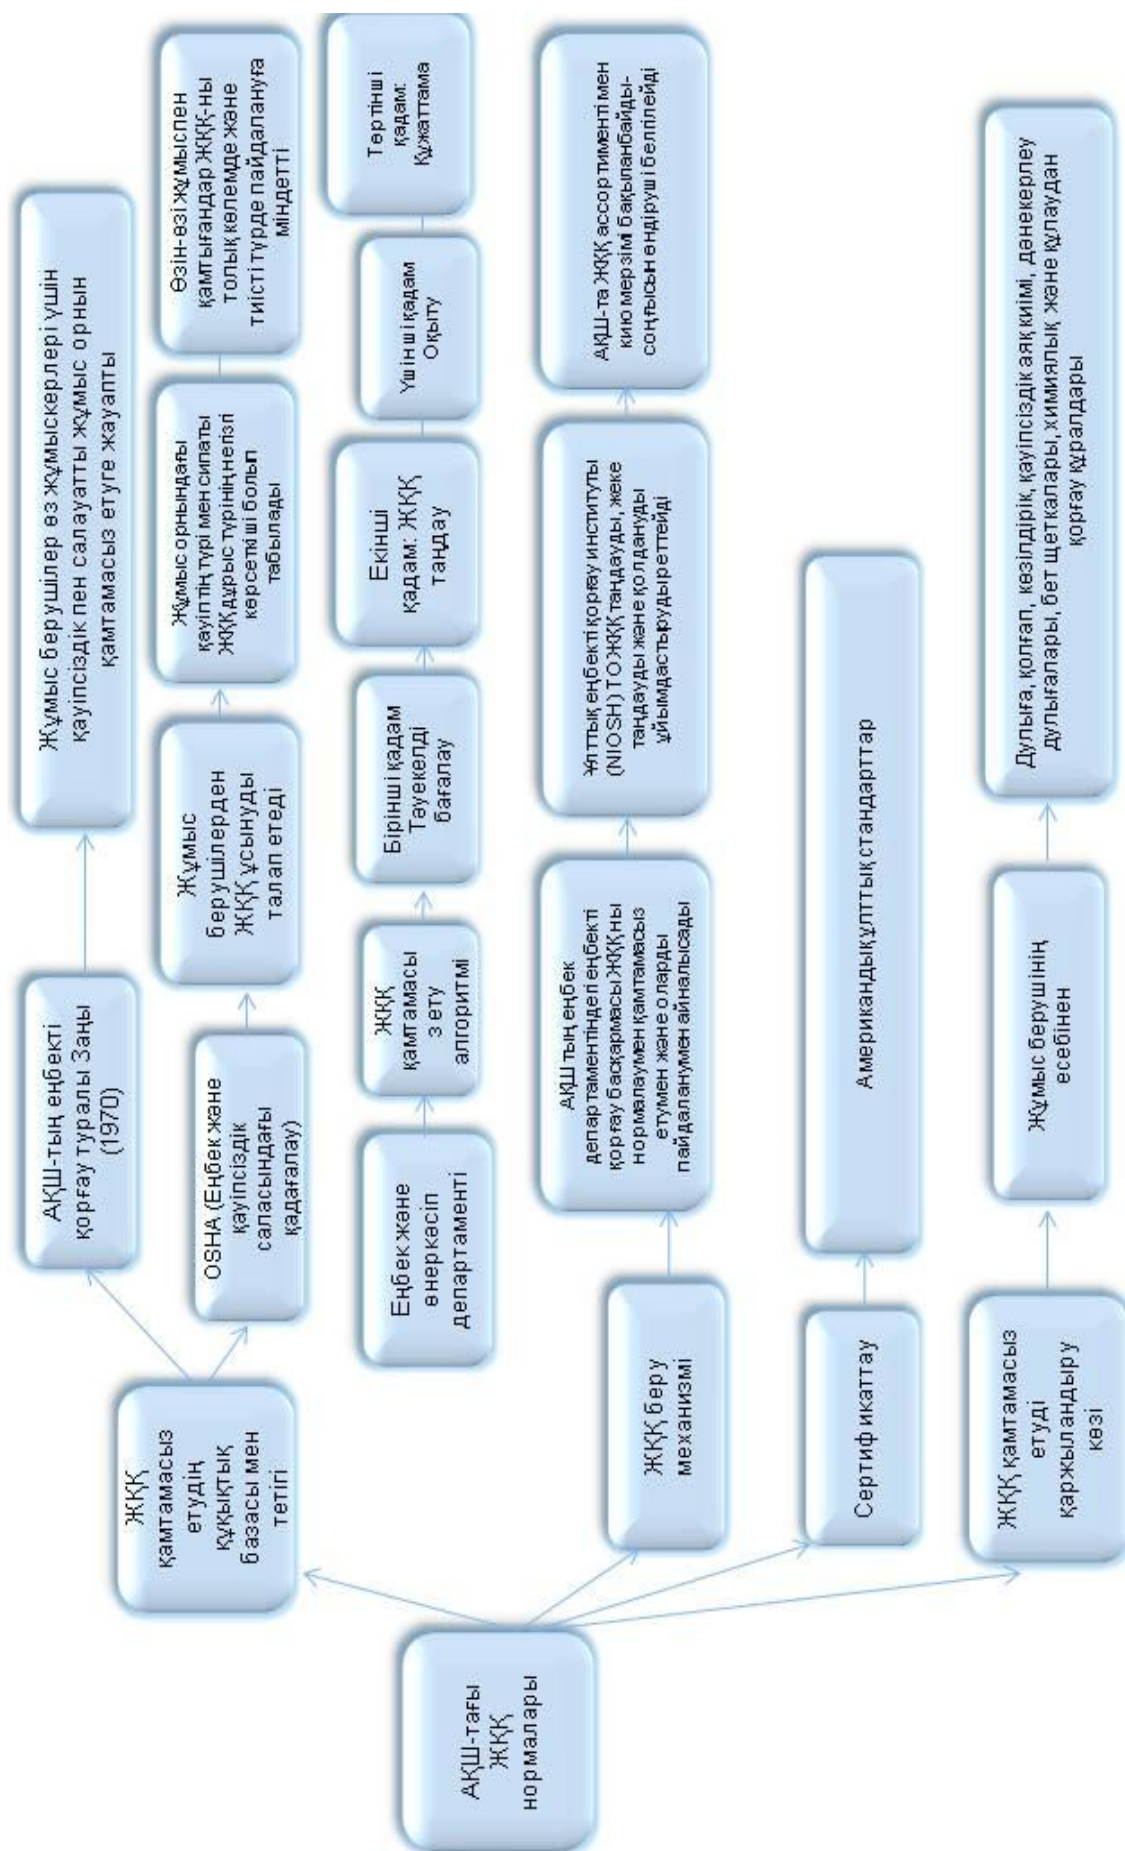 АҚШ-тағы
ЖҚҚ
нормалары
ЖҚҚ
қамтамасыз
етудің
құқықтық
базасы мен
тетігі
АҚШ-тың еңбекті
қорғау туралы Заңы
(1970)
Жұмыс берушілер өз жұмыскерлері үшін
қауіпсіздік пен салауатты жұмыс орнын
қамтамасыз етуге жауапты
OSHA (Еңбек және
қауіпсіздік
саласындағы
қадағалау)
Жұмыс
берушілерден
ЖҚҚ ұсынуды
талап етеді
Жұмыс орнындағы
қауіптің түрі мен сипаты
ЖҚҚ дұрыс түрінің негізгі
көрсеткіші болып
табылады
Өзін-өзі жұмыспен
қамтығандар ЖҚҚ-ны
толық көлемде және
тиісті түрде пайдалануға
міндетті
Еңбек және
өнеркәсіп
департаменті
ЖҚҚ
қамтамасы
з ету
алгоритмі
Бірінші қадам
Тәуекелді
бағалау
Екінші
қадам: ЖҚҚ
таңдау
Үшінші қадам
Оқыту
Төртінші
қадам:
Құжаттама
ЖҚҚ беру
механизмі
АҚШ тың еңбек
департаментіндегі еңбекті
қорғау басқармасы ЖҚҚ ны
нормалаумен қамтамасыз
етумен және оларды
пайдаланумен айналысады
Ұлттық еңбекті қорғау институты
(NIOSH) ТО ЖҚҚ таңдауды, жеке
таңдауды және қолдануды
ұйымдастыруды реттейді
АҚШ-та ЖҚҚ ассортименті мен
кию мерзімі бақыланбайды-
соңғысын өндіруші белгілейді
Сертификаттау
Американдық ұлттық стандарттар
ЖҚҚ қамтамасыз
етуді
қаржыландыру
көзі
Жұмыс берушінің
есебінен
Дулыға, қолғап, көзілдірік, қауіпсіздік аяқ киімі, дәнекерлеу
дулығалары, бет щеткалары, химиялық және құлаудан
қорғау құралдары